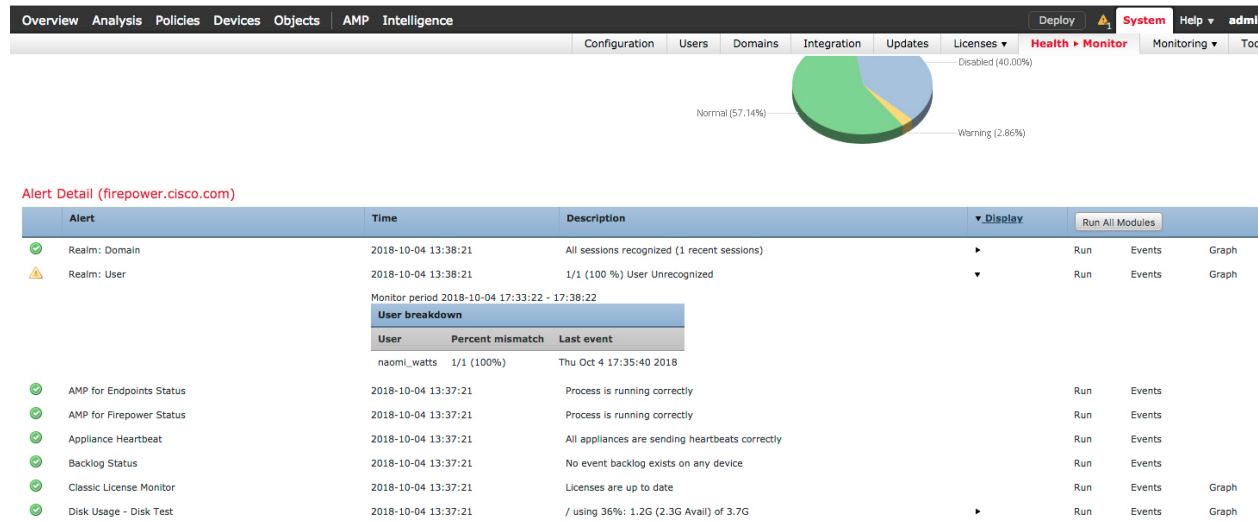 Overview Analysis Policies Devices Objects AMP Intelligence Deploy 1 System Help ▾ admi
Configuration Users Domains Integration Updates Licenses ▾ Health ▸ Monitor Monitoring ▾ Too
Disabled (40.00%)
Normal (57.14%)
Warning (2.86%)
Alert Detail (firepower.cisco.com)
Alert Time Description ▾ Display Run All Modules
Realm: Domain 2018-10-04 13:38:21 All sessions recognized (1 recent sessions) ▸ Run Events Graph
Realm: User 2018-10-04 13:38:21 1/1 (100 %) User Unrecognized ▾ Run Events Graph
Monitor period 2018-10-04 17:33:22 - 17:38:22
User breakdown
User Percent mismatch Last event
naomi_watts 1/1 (100%) Thu Oct 4 17:35:40 2018
AMP for Endpoints Status 2018-10-04 13:37:21 Process is running correctly Run Events
AMP for Firepower Status 2018-10-04 13:37:21 Process is running correctly Run Events
Appliance Heartbeat 2018-10-04 13:37:21 All appliances are sending heartbeats correctly Run Events
Backlog Status 2018-10-04 13:37:21 No event backlog exists on any device Run Events
Classic License Monitor 2018-10-04 13:37:21 Licenses are up to date Run Events Graph
Disk Usage - Disk Test 2018-10-04 13:37:21 / using 36%: 1.2G (2.3G Avail) of 3.7G ▸ Run Events Graph